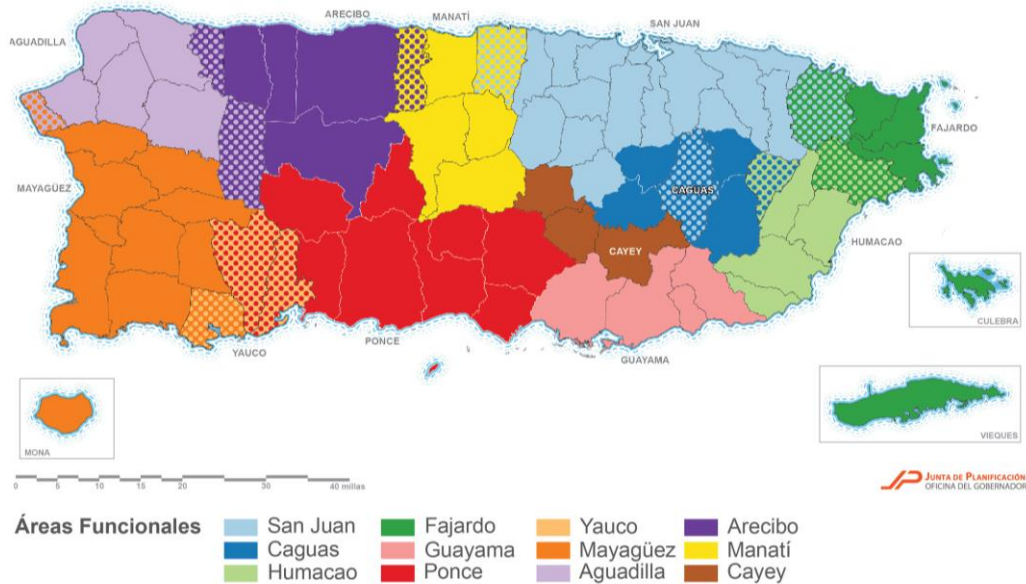 ARECIBO
MANATÍ
SAN JUAN
AGUADILLA
FAJARDO
MAYAGÜEZ
CAGUAS
HUMACAO
CAYEY
CULEBRA
YAUCO
PONCE
GUAYAMA
VIEQUES
MONA
0 5 10 15 20 30 40 millas
JP JUNTA DE PLANIFICACIÓN
OFICINA DEL GOBERNADOR
Áreas Funcionales
San Juan Fajardo Yauco Arecibo
Caguas Guayama Mayagüez Manatí
Humacao Ponce Aguadilla Cayey